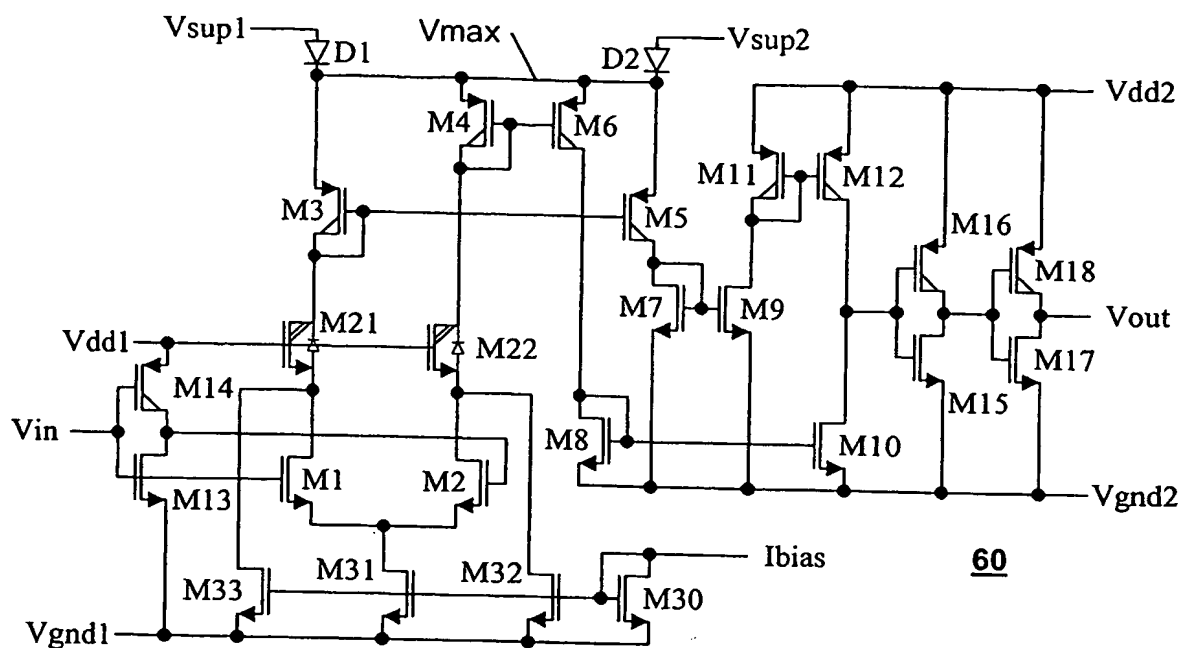 Vsup1
D1
Vmax
D2
Vsup2
Vdd2
M4
M6
M11
M12
M3
M5
M16
M18
M7
M9
Vout
M21
Vdd1
M22
M14
M17
M15
Vin
M8
M10
M13
M1
M2
Vgnd2
M33
M31
M32
Ibias
60
M30
Vgnd1